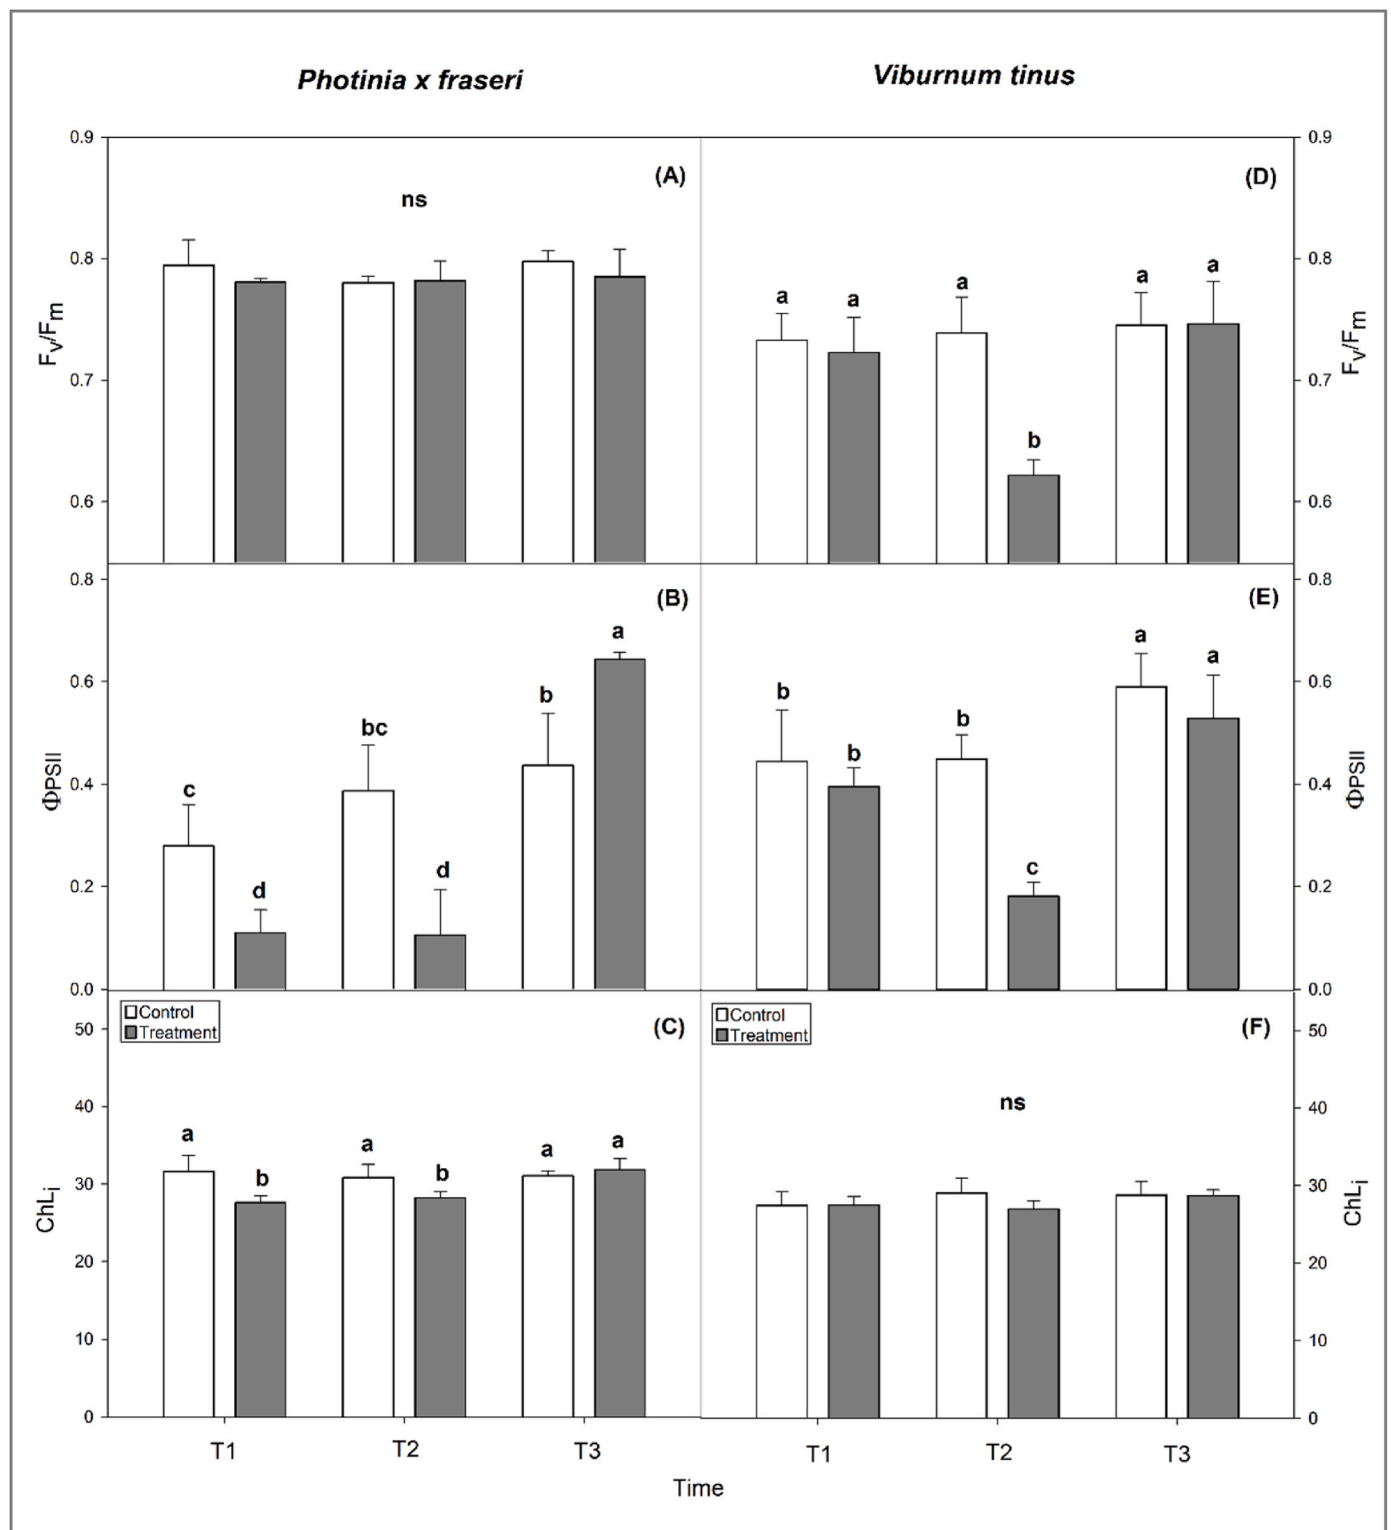 Photinia x fraseri
Viburnum tinus
0.9
0.8
0.7
0.6
Fv/Fm
ns
(A)
(D)
a
a
a
b
a
a
0.9
0.8
0.7
0.6
Fv/Fm
0.8
0.6
0.4
0.2
0.0
ΦPSII
(B)
c
d
bc
d
b
a
(E)
b
b
b
c
a
a
0.8
0.6
0.4
0.2
0.0
ΦPSII
50
40
30
20
10
0
ChLi
Control
Treatment
(C)
a
b
a
b
a
a
Control
Treatment
(F)
ns
50
40
30
20
10
0
ChLi
T1
T2
T3
T1
T2
T3
Time